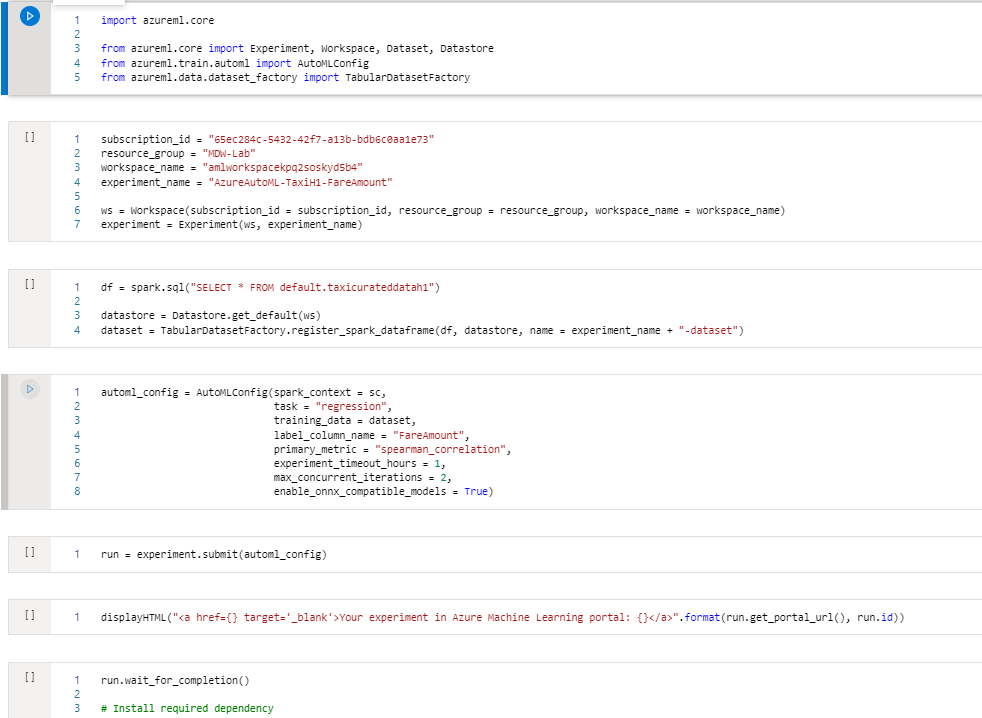 1 import azureml.core
2
3 from azureml.core import Experiment, Workspace, Dataset, Datastore
4 from azureml.train.automl import AutoMLConfig
5 from azureml.data.dataset_factory import TabularDatasetFactory
[] 1 subscription_id = "65ec284c-5432-42f7-a13b-bdb6c0aa1e73"
2 resource_group = "MDW-Lab"
3 workspace_name = "amlworkspacekpq2soskyd5b4"
4 experiment_name = "AzureAutoML-TaxiH1-FareAmount"
5
6 ws = Workspace(subscription_id = subscription_id, resource_group = resource_group, workspace_name = workspace_name)
7 experiment = Experiment(ws, experiment_name)
[] 1 df = spark.sql("SELECT * FROM default.taxicurateddatah1")
2
3 datastore = Datastore.get_default(ws)
4 dataset = TabularDatasetFactory.register_spark_dataframe(df, datastore, name = experiment_name + "-dataset")
1 automl_config = AutoMLConfig(spark_context = sc,
2 task = "regression",
3 training_data = dataset,
4 label_column_name = "FareAmount",
5 primary_metric = "spearman_correlation",
6 experiment_timeout_hours = 1,
7 max_concurrent_iterations = 2,
8 enable_onnx_compatible_models = True)
[] 1 run = experiment.submit(automl_config)
[] 1 displayHTML("<a href={} target='_blank'>Your experiment in Azure Machine Learning portal: {}</a>".format(run.get_portal_url(), run.id))
[] 1 run.wait_for_completion()
2
3 # Install required dependency